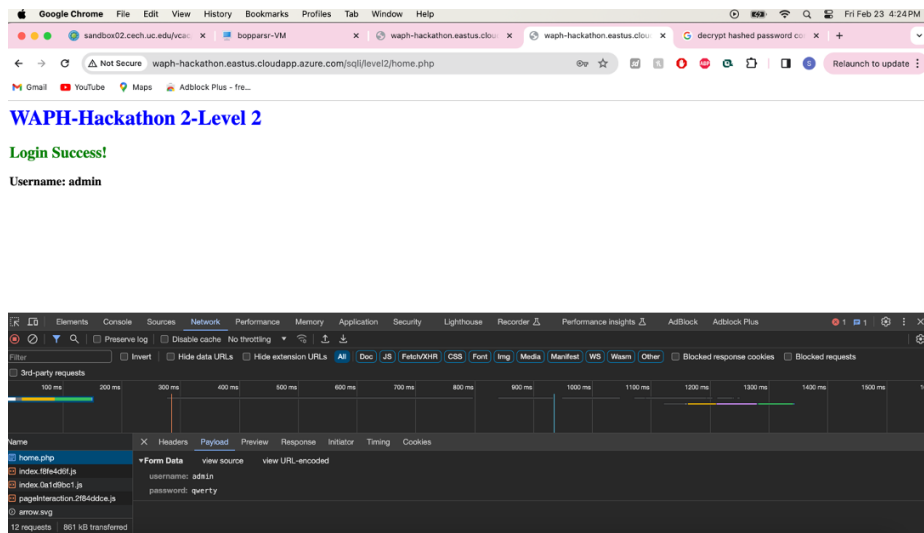 Google Chrome File Edit View History Bookmarks Profiles Tab Window Help Fri Feb 23 4:24 PM
sandbox02.cech.uc.edu/vcac bopparsr-VM waph-hackathon.eastus.clou waph-hackathon.eastus.clou decrypt hashed password co
Not Secure waph-hackathon.eastus.cloudapp.azure.com/sqli/level2/home.php Relaunch to update
Gmail YouTube Maps Adblock Plus - fre...
WAPH-Hackathon 2-Level 2
Login Success!
Username: admin
Elements Console Sources Network Performance Memory Application Security Lighthouse Recorder Performance insights AdBlock Adblock Plus 1 1
Preserve log Disable cache No throttling
Filter Invert Hide data URLs Hide extension URLs All Doc JS Fetch/XHR CSS Font Img Media Manifest WS Wasm Other Blocked response cookies Blocked requests
3rd-party requests
100 ms 200 ms 300 ms 400 ms 500 ms 600 ms 700 ms 800 ms 900 ms 1000 ms 1100 ms 1200 ms 1300 ms 1400 ms 1500 ms
Name Headers Payload Preview Response Initiator Timing Cookies
home.php Form Data view source view URL-encoded
index.f8fe4d6f.js username: admin
index.0a1d9bc1.js password: qwerty
pageInteraction.2f84ddce.js
arrow.svg
12 requests 861 kB transferred